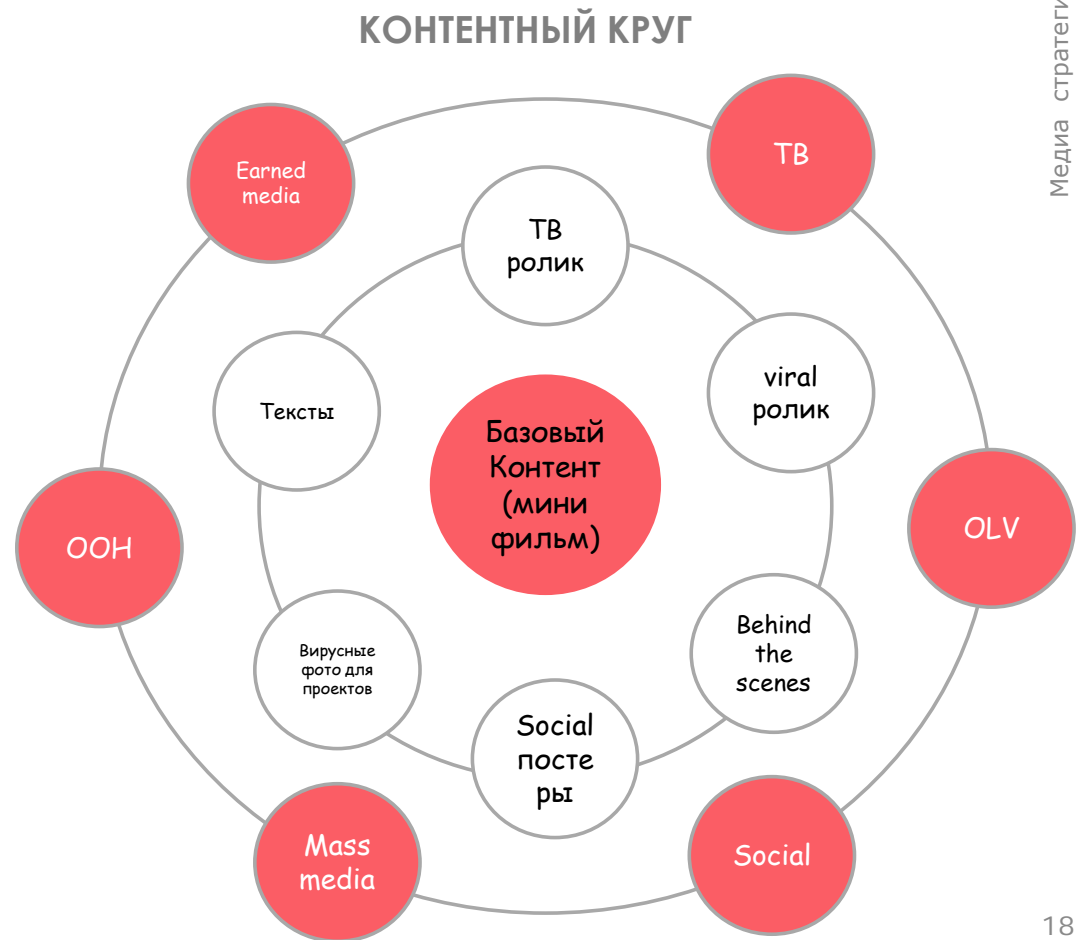 КОНТЕНТНЫЙ КРУГ
Медиа стратеги
Earned
media
ТВ
ТВ
ролик
viral
ролик
Тексты
Базовый
Контент
(мини
фильм)
OOH
OLV
Вирусные
фото для
проектов
Behind
the
scenes
Social
посте
ры
Mass
media
Social
18